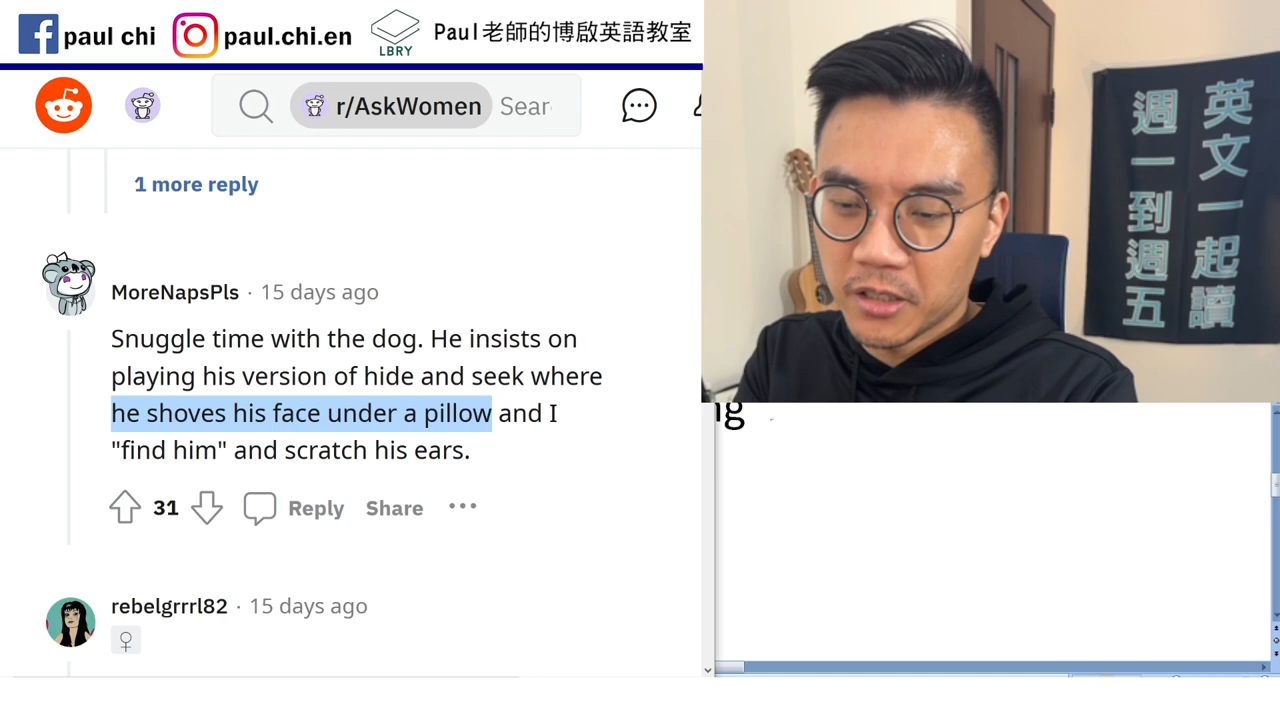 paul chi
paul.chi.en
LBRY
Paul老師的博啟英語教室
r/AskWomen
Sear
1 more reply
MoreNapsPls · 15 days ago
Snuggle time with the dog. He insists on
playing his version of hide and seek where
he shoves his face under a pillow and I
"find him" and scratch his ears.
31
Reply
Share
rebelgrrrl82 · 15 days ago
英文一起讀
週一到週五